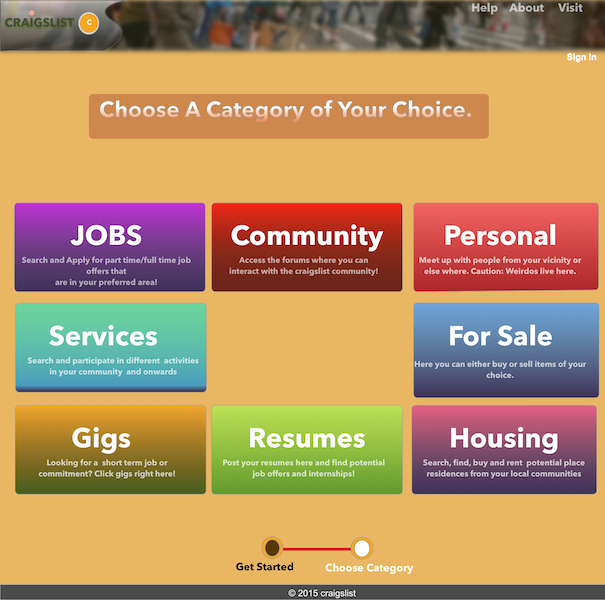 CRAIGSLIST C
Help About Visit
Sign in
Choose A Category of Your Choice.
JOBS
Search and Apply for part time/full time job
offers that
are in your preferred area!
Community
Access the forums where you can
interact with the craigslist community!
Personal
Meet up with people from your vicinity or
else where. Caution: Weirdos live here.
Services
Search and participate in different activities
in your community and onwards
For Sale
Here you can either buy or sell items of your
choice.
Gigs
Looking for a short term job or
commitment? Click gigs right here!
Resumes
Post your resumes here and find potential
job offers and internships!
Housing
Search, find, buy and rent potential place
residences from your local communities
Get Started
Choose Category
© 2015 craigslist